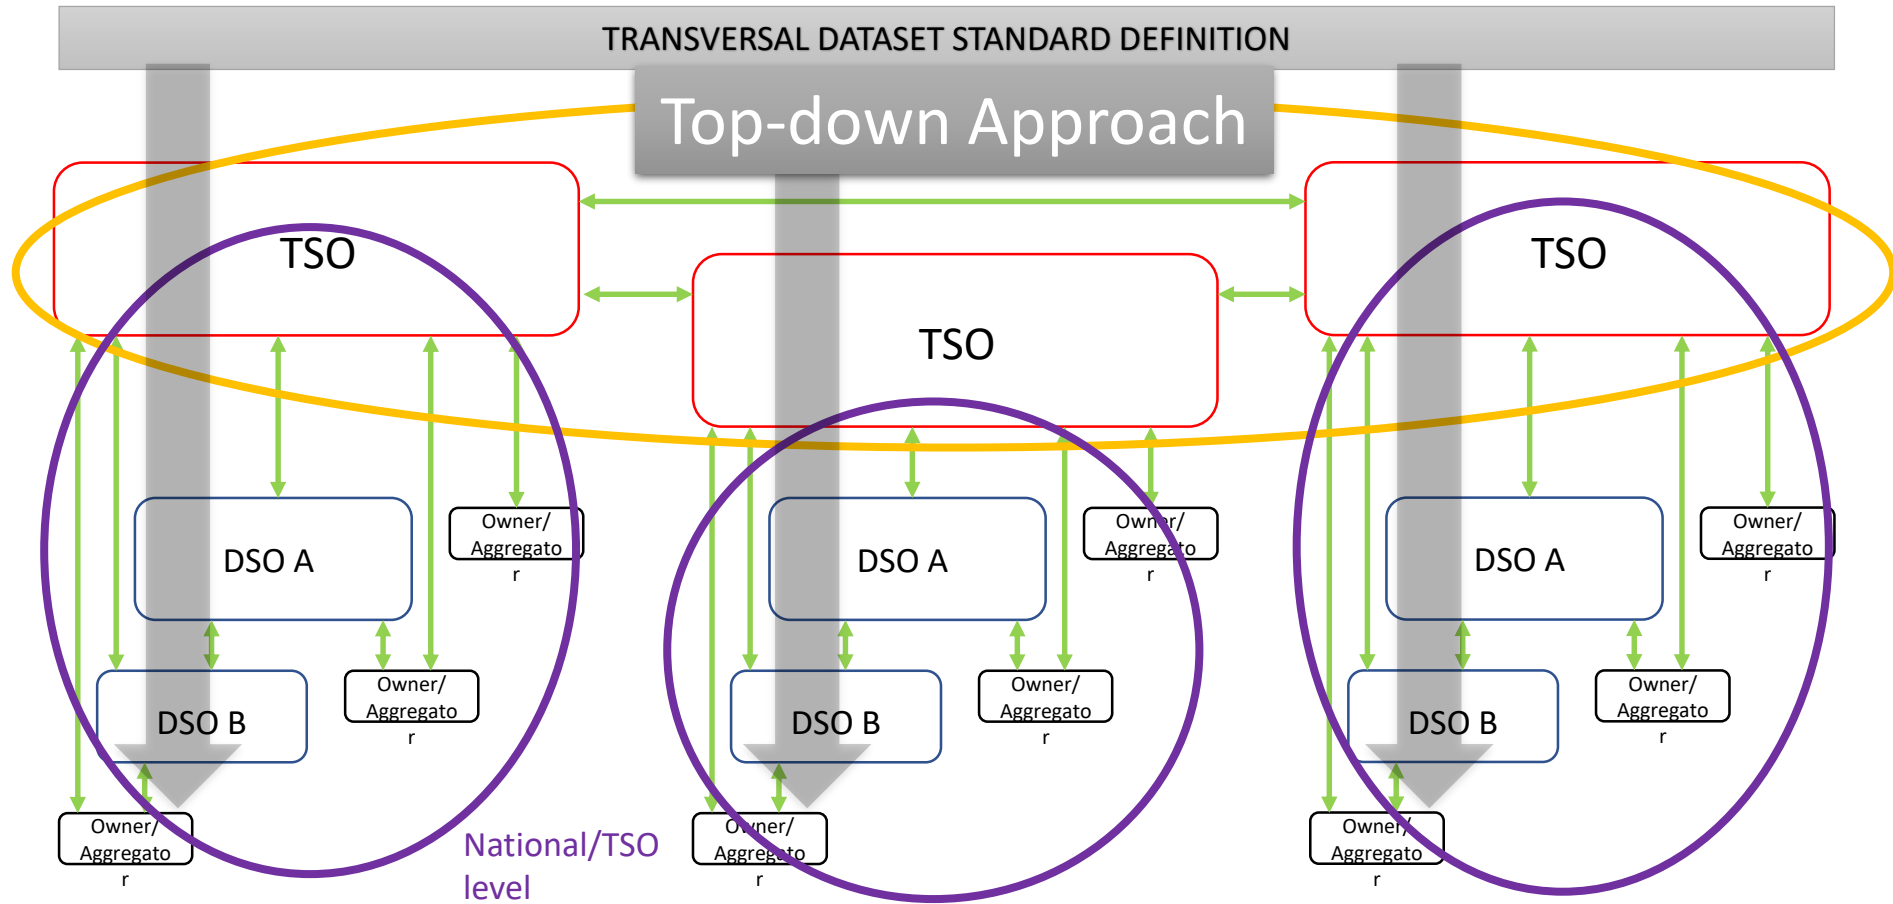 TRANSVERSAL DATASET STANDARD DEFINITION
Top-down Approach
TSO
TSO
TSO
Owner/
Aggregato
r
Owner/
Aggregato
r
Owner/
Aggregato
r
DSO A
DSO A
DSO A
Owner/
Aggregato
r
Owner/
Aggregato
r
Owner/
Aggregato
r
DSO B
DSO B
DSO B
Owner/
Aggregato
r
Owner/
Aggregato
r
Owner/
Aggregato
r
National/TSO
level